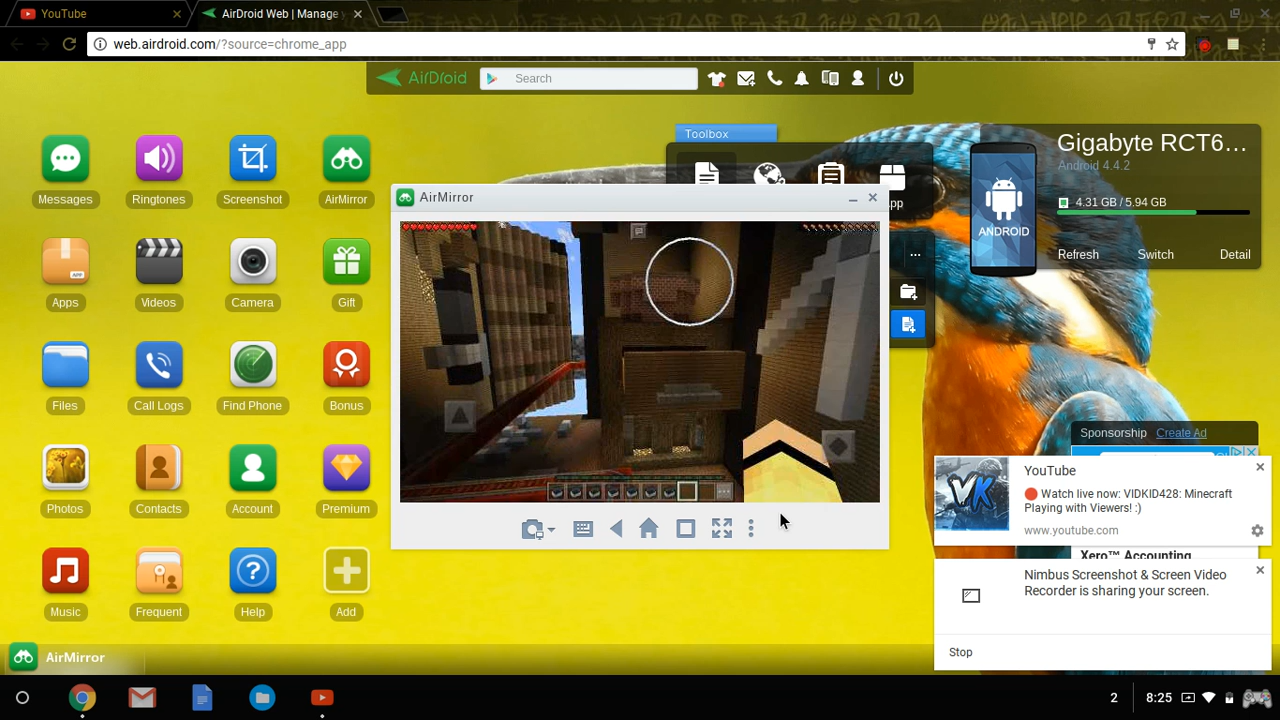 YouTube
AirDroid Web | Manage
web.airdroid.com/?source=chrome_app
AirDroid
Search
Toolbox
Gigabyte RCT6...
Android 4.4.2
4.31 GB / 5.94 GB
ANDROID
Refresh
Switch
Detail
Messages
Ringtones
Screenshot
AirMirror
AirMirror
Apps
Videos
Camera
Gift
Files
Call Logs
Find Phone
Bonus
Photos
Contacts
Account
Premium
Music
Frequent
Help
Add
Sponsorship
Create Ad
YouTube
Watch live now: VIDKID428: Minecraft
Playing with Viewers! :)
www.youtube.com
VK
Xero™ Accounting
Nimbus Screenshot & Screen Video
Recorder is sharing your screen.
Stop
AirMirror
2
8:25